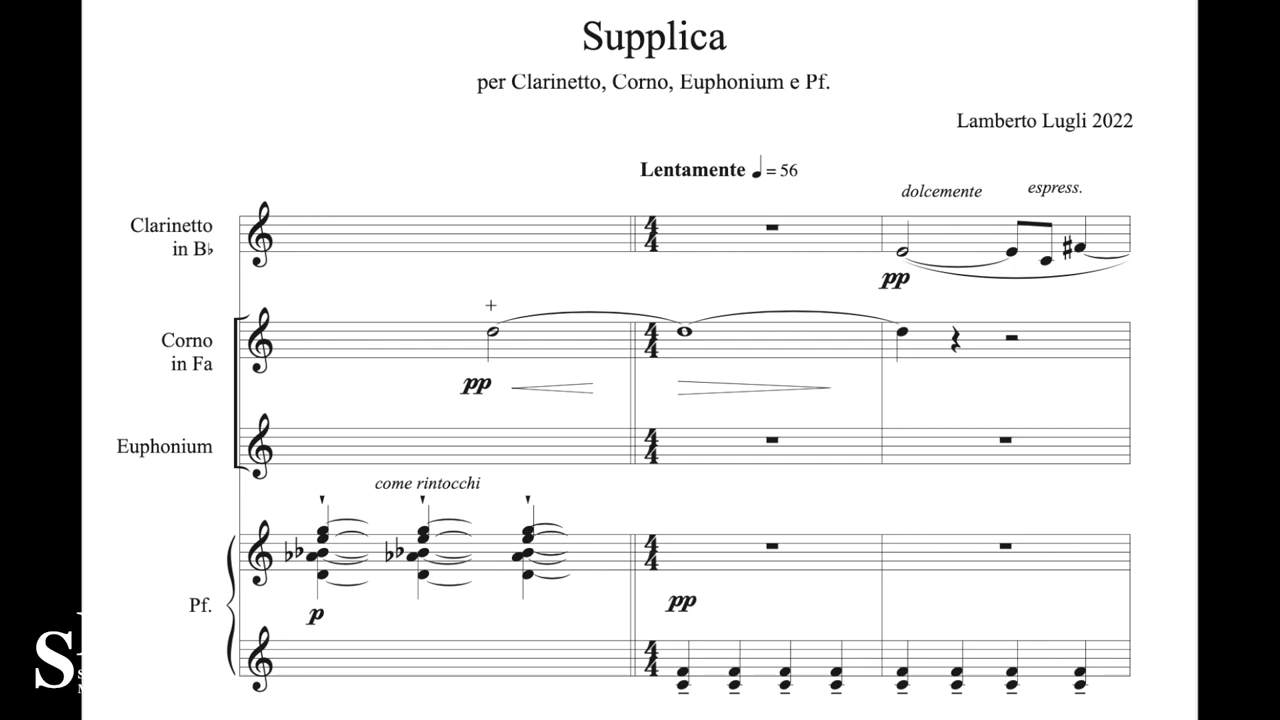 Supplica
per Clarinetto, Corno, Euphonium e Pf.
Lamberto Lugli 2022
Lentamente ♩ = 56
dolcemente
espress.
Clarinetto
in B♭
pp
+
Corno
in Fa
pp
Euphonium
come rintocchi
Pf.
p
pp